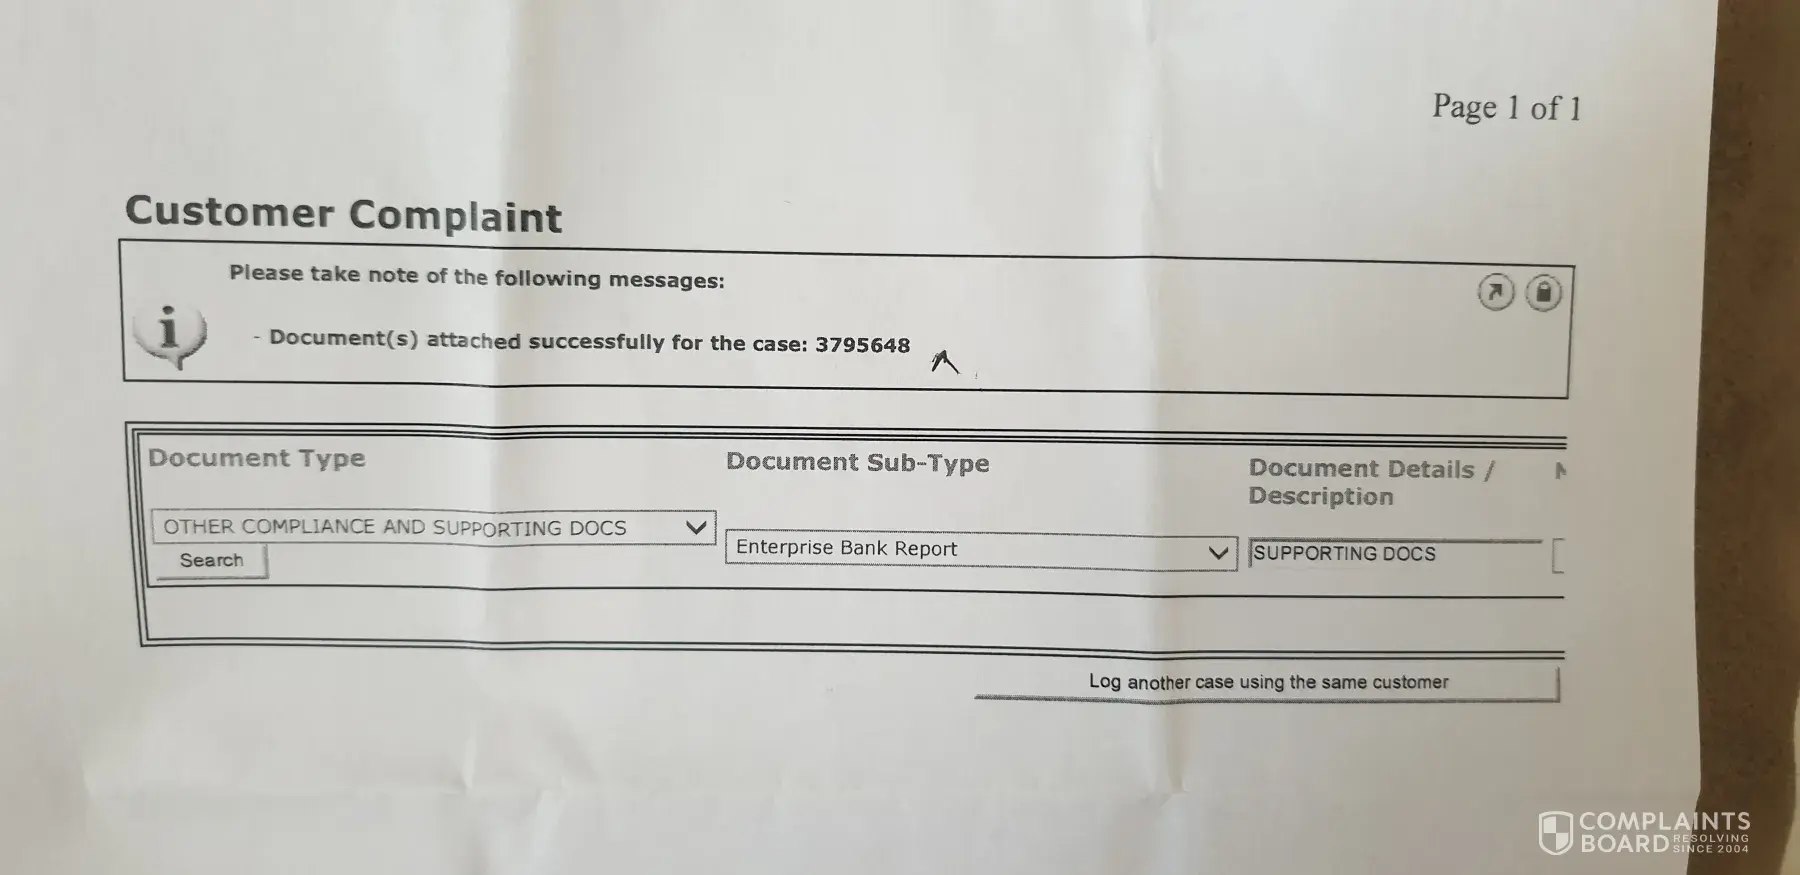 Page 1 of 1
Customer Complaint
Please take note of the following messages:
i
- Document(s) attached successfully for the case: 3795648
Document Type
Document Sub-Type
Document Details /
Description
OTHER COMPLIANCE AND SUPPORTING DOCS
Enterprise Bank Report
SUPPORTING DOCS
Search
Log another case using the same customer
COMPLAINTS
BOARD RESOLVING
SINCE 2004